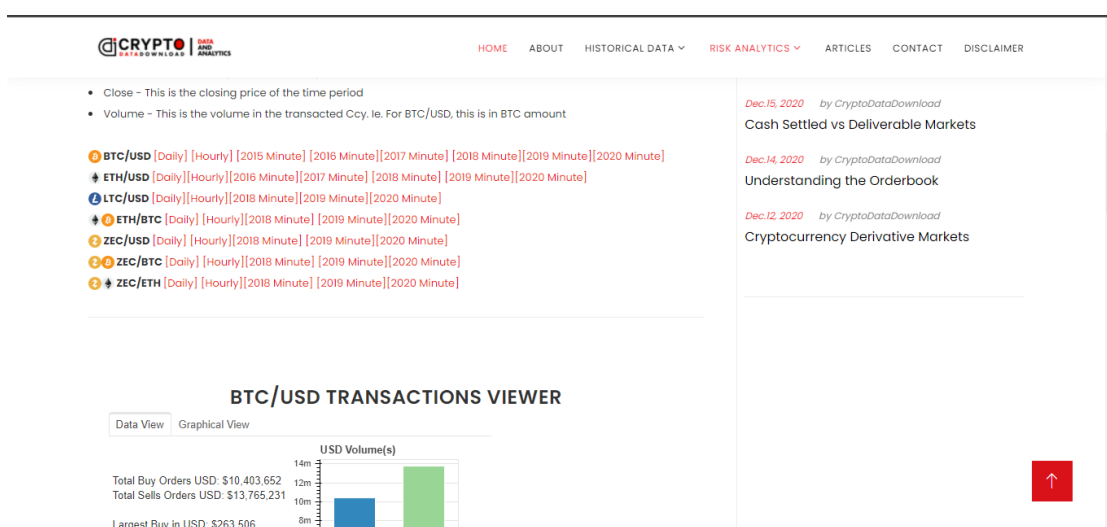 CRYPTO DATA AND ANALYTICS
DATADOWNLOAD
HOME ABOUT HISTORICAL DATA RISK ANALYTICS ARTICLES CONTACT DISCLAIMER
Close - This is the closing price of the time period
Volume - This is the volume in the transacted Ccy. Ie. For BTC/USD, this is in BTC amount
BTC/USD [Daily] [Hourly] [2015 Minute] [2016 Minute][2017 Minute] [2018 Minute][2019 Minute][2020 Minute]
ETH/USD [Daily][Hourly][2016 Minute][2017 Minute] [2018 Minute] [2019 Minute][2020 Minute]
LTC/USD [Daily][Hourly][2018 Minute][2019 Minute][2020 Minute]
ETH/BTC [Daily] [Hourly][2018 Minute] [2019 Minute][2020 Minute]
ZEC/USD [Daily] [Hourly][2018 Minute] [2019 Minute][2020 Minute]
ZEC/BTC [Daily] [Hourly][2018 Minute] [2019 Minute][2020 Minute]
ZEC/ETH [Daily] [Hourly][2018 Minute] [2019 Minute][2020 Minute]
Dec.15, 2020 by CryptoDataDownload
Cash Settled vs Deliverable Markets
Dec.14, 2020 by CryptoDataDownload
Understanding the Orderbook
Dec.12, 2020 by CryptoDataDownload
Cryptocurrency Derivative Markets
BTC/USD TRANSACTIONS VIEWER
Data View Graphical View
USD Volume(s)
14m
12m
10m
8m
Total Buy Orders USD: $10,403,652
Total Sells Orders USD: $13,765,231
Largest Buy in USD: $263,506